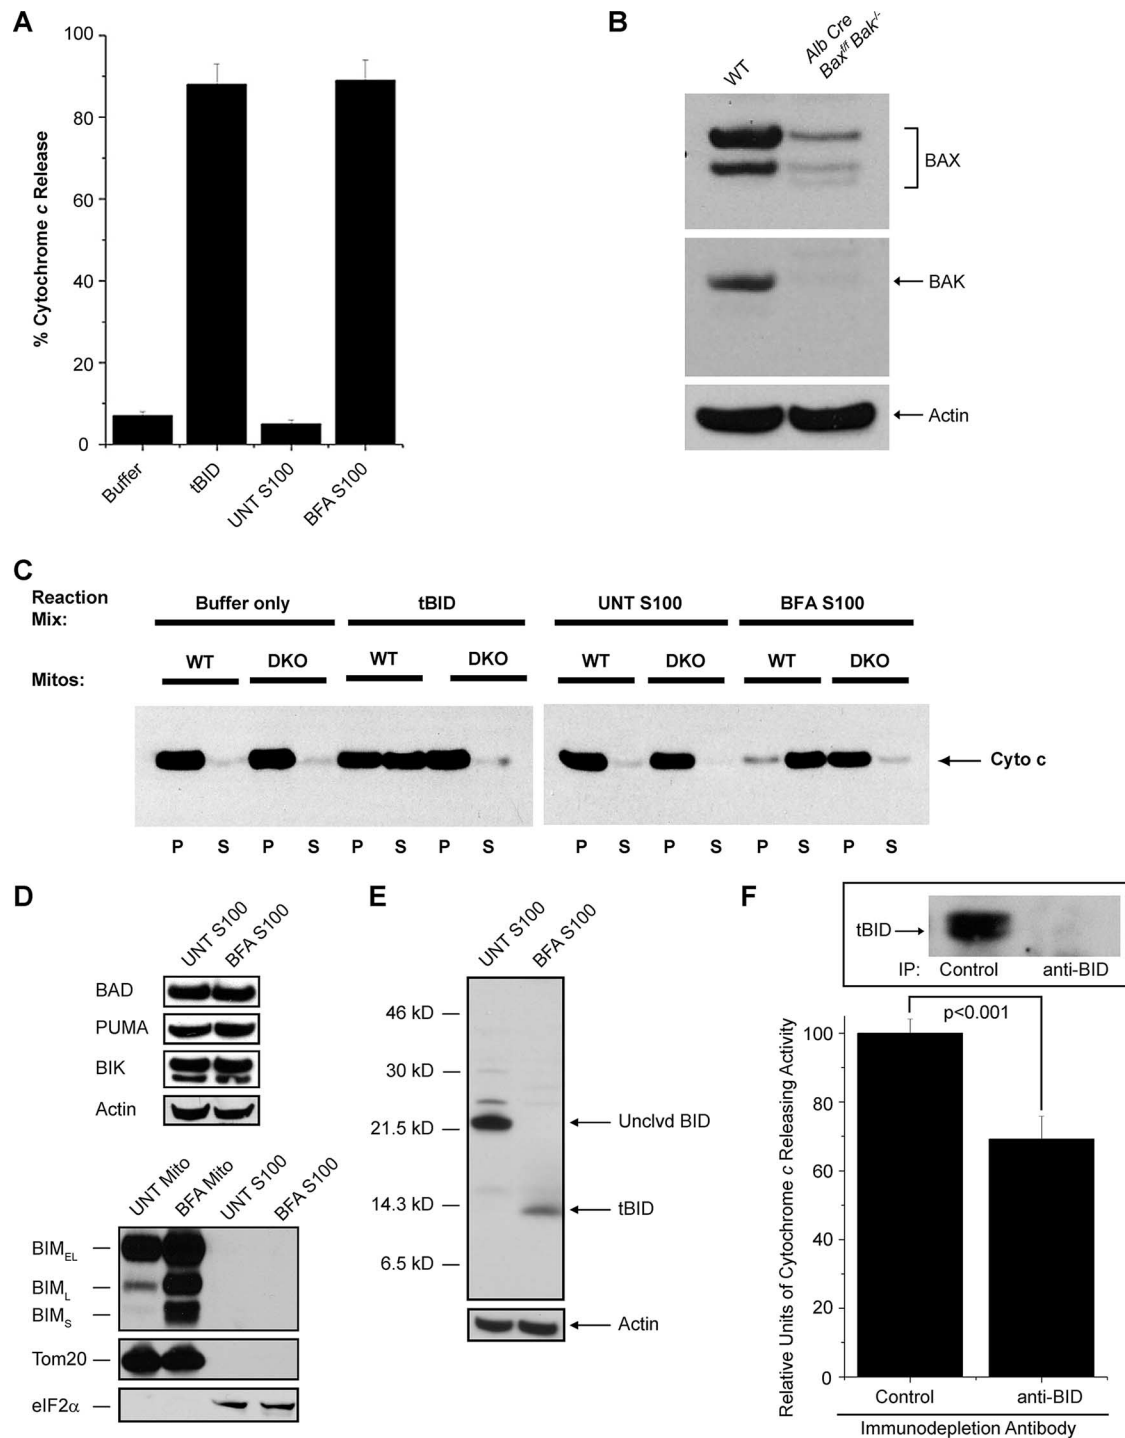 A
% Cytochrome c Release
100
80
60
40
20
0
Buffer
tBID
UNT S100
BFA S100
B
WT
Alb Cre
Bax^f/f Bak^-/-
BAX
BAK
Actin
C
Reaction
Mix:
Buffer only
tBID
UNT S100
BFA S100
Mitos:
WT
DKO
WT
DKO
WT
DKO
WT
DKO
Cyto c
P S P S P S P S P S P S P S P S
D
UNT S100
BFA S100
BAD
PUMA
BIK
Actin
UNT Mito
BFA Mito
UNT S100
BFA S100
BIM_EL
BIM_L
BIM_S
Tom20
eIF2α
E
UNT S100
BFA S100
46 kD
30 kD
21.5 kD
14.3 kD
6.5 kD
Unclvd BID
tBID
Actin
F
tBID
IP: Control anti-BID
p<0.001
Relative Units of Cytochrome c Releasing Activity
100
80
60
40
20
0
Control
anti-BID
Immunodepletion Antibody